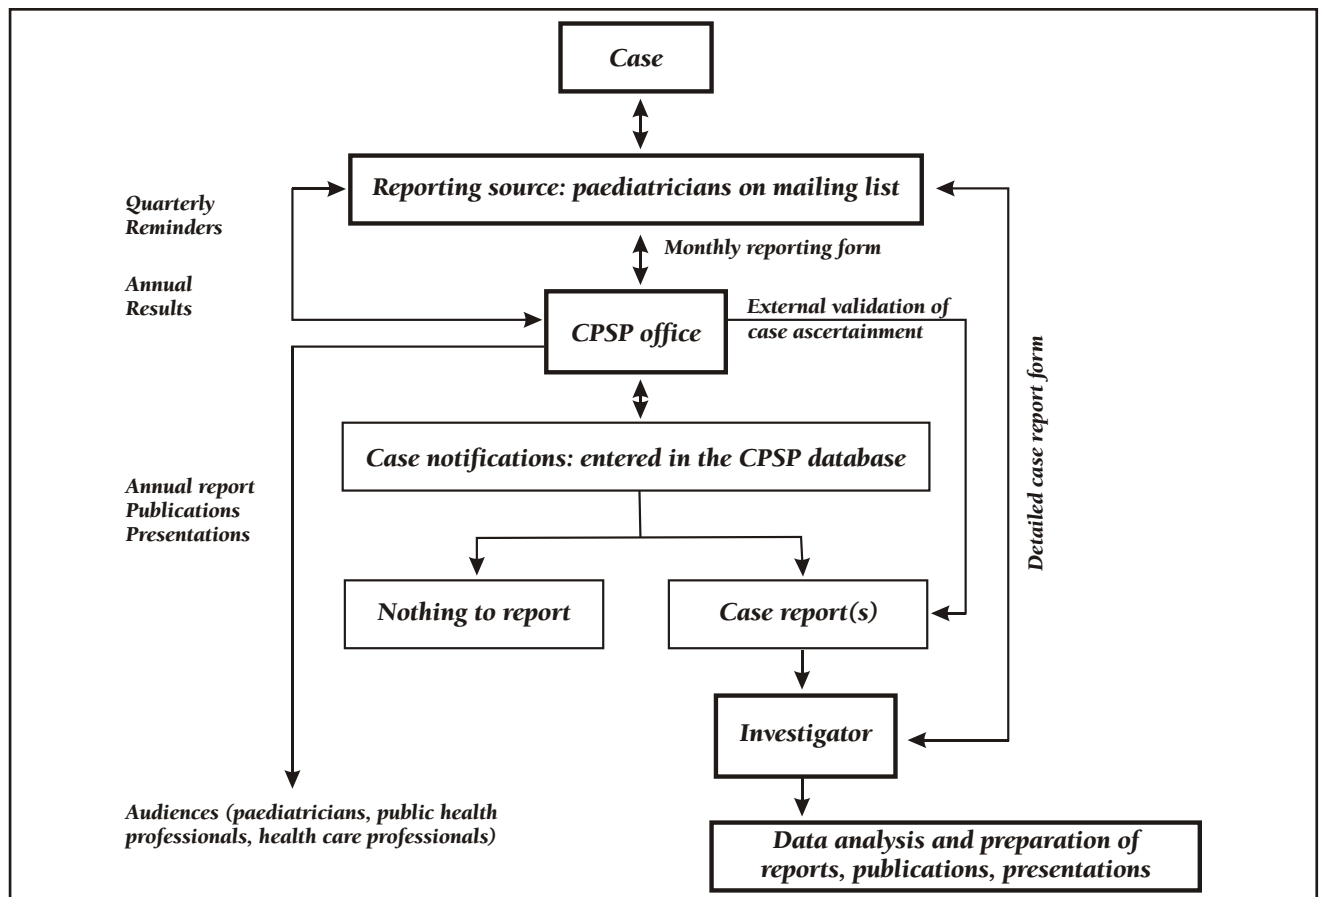 Case
Reporting source: paediatricians on mailing list
Quarterly
Reminders
Monthly reporting form
Annual
Results
External validation of
case ascertainment
CPSP office
Detailed case report form
Case notifications: entered in the CPSP database
Annual report
Publications
Presentations
Nothing to report
Case report(s)
Investigator
Audiences (paediatricians, public health
professionals, health care professionals)
Data analysis and preparation of
reports, publications, presentations